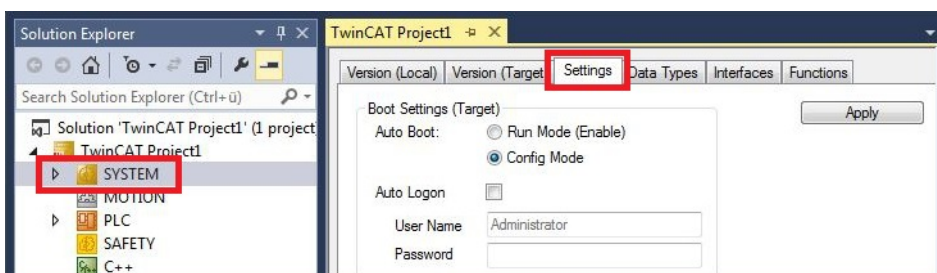 Solution Explorer
Search Solution Explorer (Ctrl+ü)
Solution 'TwinCAT Project1' (1 project
TwinCAT Project1
SYSTEM
MOTION
PLC
SAFETY
C++
TwinCAT Project1
Version (Local)
Version (Target
Settings
Data Types
Interfaces
Functions
Boot Settings (Target)
Apply
Auto Boot:
Run Mode (Enable)
Config Mode
Auto Logon
User Name
Administrator
Password